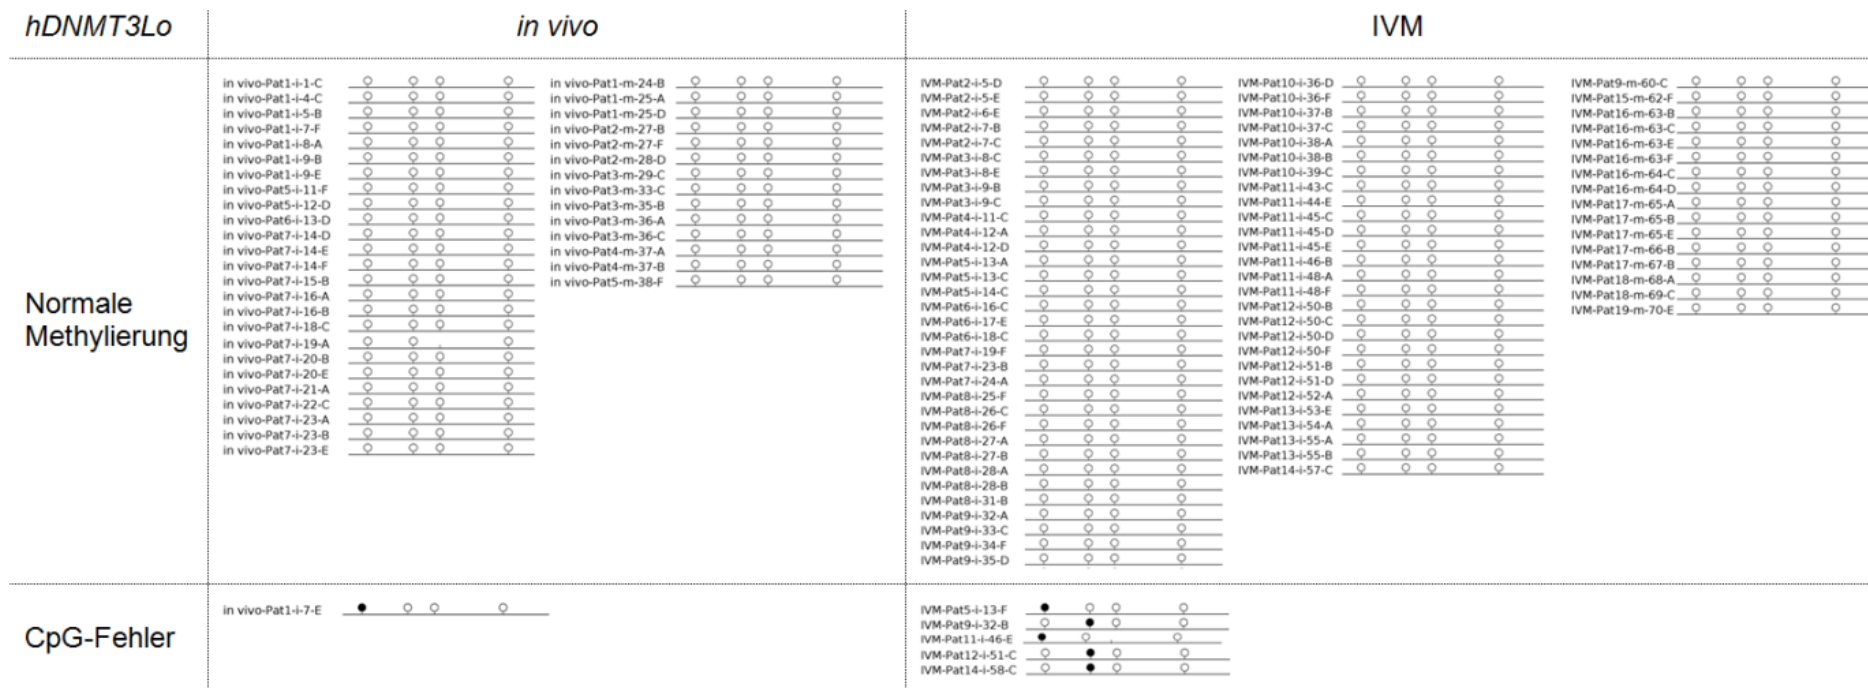 hDNMT3Lo
in vivo
IVM
Normale
Methylierung
in vivo-Pat1-i-1-C
in vivo-Pat1-i-4-C
in vivo-Pat1-i-5-B
in vivo-Pat1-i-7-F
in vivo-Pat1-i-8-A
in vivo-Pat1-i-9-B
in vivo-Pat1-i-9-E
in vivo-Pat5-i-11-F
in vivo-Pat5-i-12-D
in vivo-Pat6-i-13-D
in vivo-Pat7-i-14-D
in vivo-Pat7-i-14-E
in vivo-Pat7-i-14-F
in vivo-Pat7-i-15-B
in vivo-Pat7-i-16-A
in vivo-Pat7-i-16-B
in vivo-Pat7-i-18-C
in vivo-Pat7-i-19-A
in vivo-Pat7-i-20-B
in vivo-Pat7-i-20-E
in vivo-Pat7-i-21-A
in vivo-Pat7-i-22-C
in vivo-Pat7-i-23-A
in vivo-Pat7-i-23-B
in vivo-Pat7-i-23-E
in vivo-Pat1-m-24-B
in vivo-Pat1-m-25-A
in vivo-Pat1-m-25-D
in vivo-Pat2-m-27-B
in vivo-Pat2-m-27-F
in vivo-Pat2-m-28-D
in vivo-Pat3-m-29-C
in vivo-Pat3-m-33-C
in vivo-Pat3-m-35-B
in vivo-Pat3-m-36-A
in vivo-Pat3-m-36-C
in vivo-Pat4-m-37-A
in vivo-Pat4-m-37-B
in vivo-Pat5-m-38-F
IVM-Pat2-i-5-D
IVM-Pat2-i-5-E
IVM-Pat2-i-6-E
IVM-Pat2-i-7-B
IVM-Pat2-i-7-C
IVM-Pat3-i-8-C
IVM-Pat3-i-8-E
IVM-Pat3-i-9-B
IVM-Pat3-i-9-C
IVM-Pat4-i-11-C
IVM-Pat4-i-12-A
IVM-Pat4-i-12-D
IVM-Pat5-i-13-A
IVM-Pat5-i-13-C
IVM-Pat5-i-14-C
IVM-Pat6-i-16-C
IVM-Pat6-i-17-E
IVM-Pat6-i-18-C
IVM-Pat7-i-19-F
IVM-Pat7-i-23-B
IVM-Pat7-i-24-A
IVM-Pat8-i-25-F
IVM-Pat8-i-26-C
IVM-Pat8-i-26-F
IVM-Pat8-i-27-A
IVM-Pat8-i-27-B
IVM-Pat8-i-28-A
IVM-Pat8-i-28-B
IVM-Pat8-i-31-B
IVM-Pat9-i-32-A
IVM-Pat9-i-33-C
IVM-Pat9-i-34-F
IVM-Pat9-i-35-D
IVM-Pat10-i-36-D
IVM-Pat10-i-36-F
IVM-Pat10-i-37-B
IVM-Pat10-i-37-C
IVM-Pat10-i-38-A
IVM-Pat10-i-38-B
IVM-Pat10-i-39-C
IVM-Pat11-i-43-C
IVM-Pat11-i-44-E
IVM-Pat11-i-45-C
IVM-Pat11-i-45-D
IVM-Pat11-i-45-E
IVM-Pat11-i-46-B
IVM-Pat11-i-48-A
IVM-Pat11-i-48-F
IVM-Pat12-i-50-B
IVM-Pat12-i-50-C
IVM-Pat12-i-50-D
IVM-Pat12-i-50-F
IVM-Pat12-i-51-B
IVM-Pat12-i-51-D
IVM-Pat12-i-52-A
IVM-Pat13-i-53-E
IVM-Pat13-i-54-A
IVM-Pat13-i-55-A
IVM-Pat13-i-55-B
IVM-Pat14-i-57-C
IVM-Pat9-m-60-C
IVM-Pat15-m-62-F
IVM-Pat16-m-63-B
IVM-Pat16-m-63-C
IVM-Pat16-m-63-E
IVM-Pat16-m-63-F
IVM-Pat16-m-64-C
IVM-Pat16-m-64-D
IVM-Pat17-m-65-A
IVM-Pat17-m-65-B
IVM-Pat17-m-65-E
IVM-Pat17-m-66-B
IVM-Pat17-m-67-B
IVM-Pat18-m-68-A
IVM-Pat18-m-69-C
IVM-Pat19-m-70-E
CpG-Fehler
in vivo-Pat1-i-7-E
IVM-Pat5-i-13-F
IVM-Pat9-i-32-B
IVM-Pat11-i-46-E
IVM-Pat12-i-51-C
IVM-Pat14-i-58-C